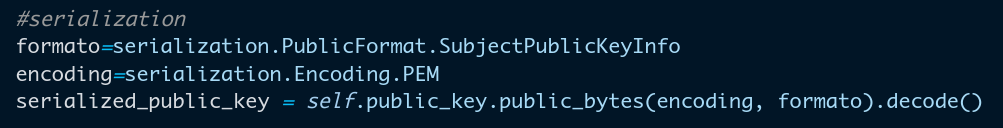 #serialization
formato=serialization.PublicFormat.SubjectPublicKeyInfo
encoding=serialization.Encoding.PEM
serialized_public_key = self.public_key.public_bytes(encoding, formato).decode()